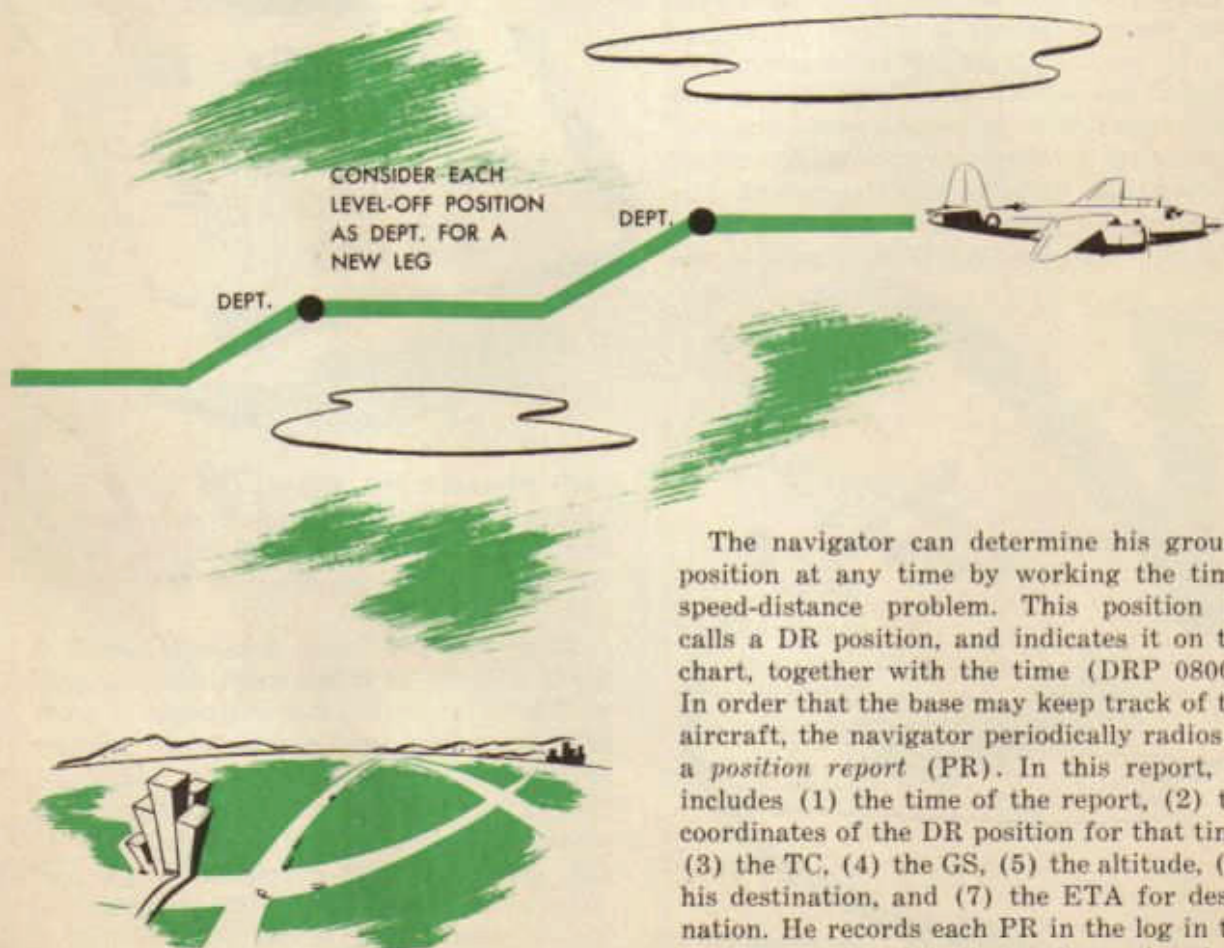 CONSIDER EACH
LEVEL-OFF POSITION
AS DEPT. FOR A
NEW LEG
DEPT.
DEPT.
The navigator can determine his groun
position at any time by working the tim
speed-distance problem. This position
calls a DR position, and indicates it on t
chart, together with the time (DRP 0800
In order that the base may keep track of t
aircraft, the navigator periodically radios
a position report (PR). In this report,
includes (1) the time of the report, (2) t
coordinates of the DR position for that tim
(3) the TC, (4) the GS, (5) the altitude, (
his destination, and (7) the ETA for des
nation. He records each PR in the log in t